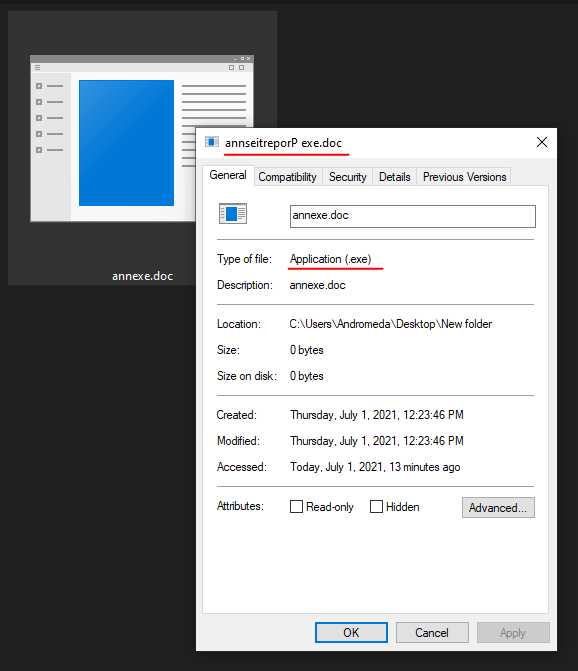 annexe.doc
annseitreporP exe.doc
General Compatibility Security Details Previous Versions
annexe.doc
Type of file: Application (.exe)
Description: annexe.doc
Location: C:\Users\Andromeda\Desktop\New folder
Size: 0 bytes
Size on disk: 0 bytes
Created: Thursday, July 1, 2021, 12:23:46 PM
Modified: Thursday, July 1, 2021, 12:23:46 PM
Accessed: Today, July 1, 2021, 13 minutes ago
Attributes: Read-only Hidden Advanced...
OK Cancel Apply